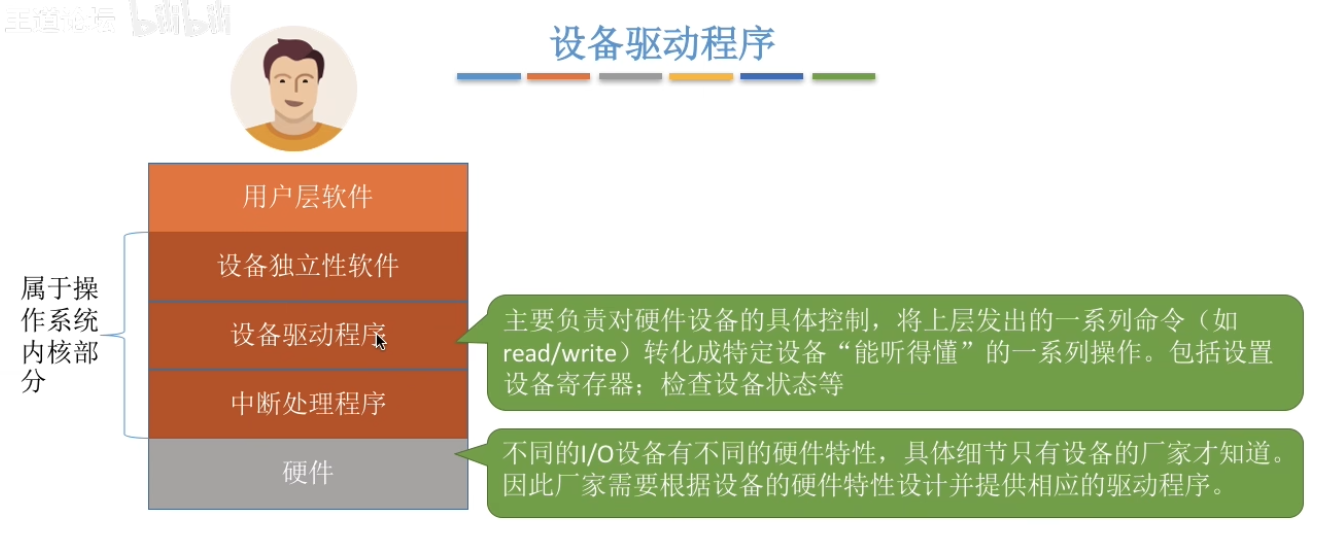 王道论坛 bilibili
设备驱动程序
用户层软件
设备独立性软件
设备驱动程序
中断处理程序
硬件
属于操
作系统
内核部
分
主要负责对硬件设备的具体控制，将上层发出的一系列命令（如
read/write）转化成特定设备“能听得懂”的一系列操作。包括设置
设备寄存器；检查设备状态等
不同的I/O设备有不同的硬件特性，具体细节只有设备的厂家才知道。
因此厂家需要根据设备的硬件特性设计并提供相应的驱动程序。